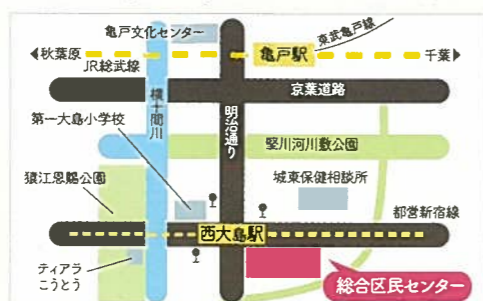 亀戸文化センター
東武亀戸線
秋葉原
亀戸駅
千葉
JR総武線
京葉道路
横十間川
明治通り
第一大島小学校
竪川河川敷公園
猿江恩賜公園
城東保健相談所
都営新宿線
西大島駅
ティアラ
こうとう
総合区民センター